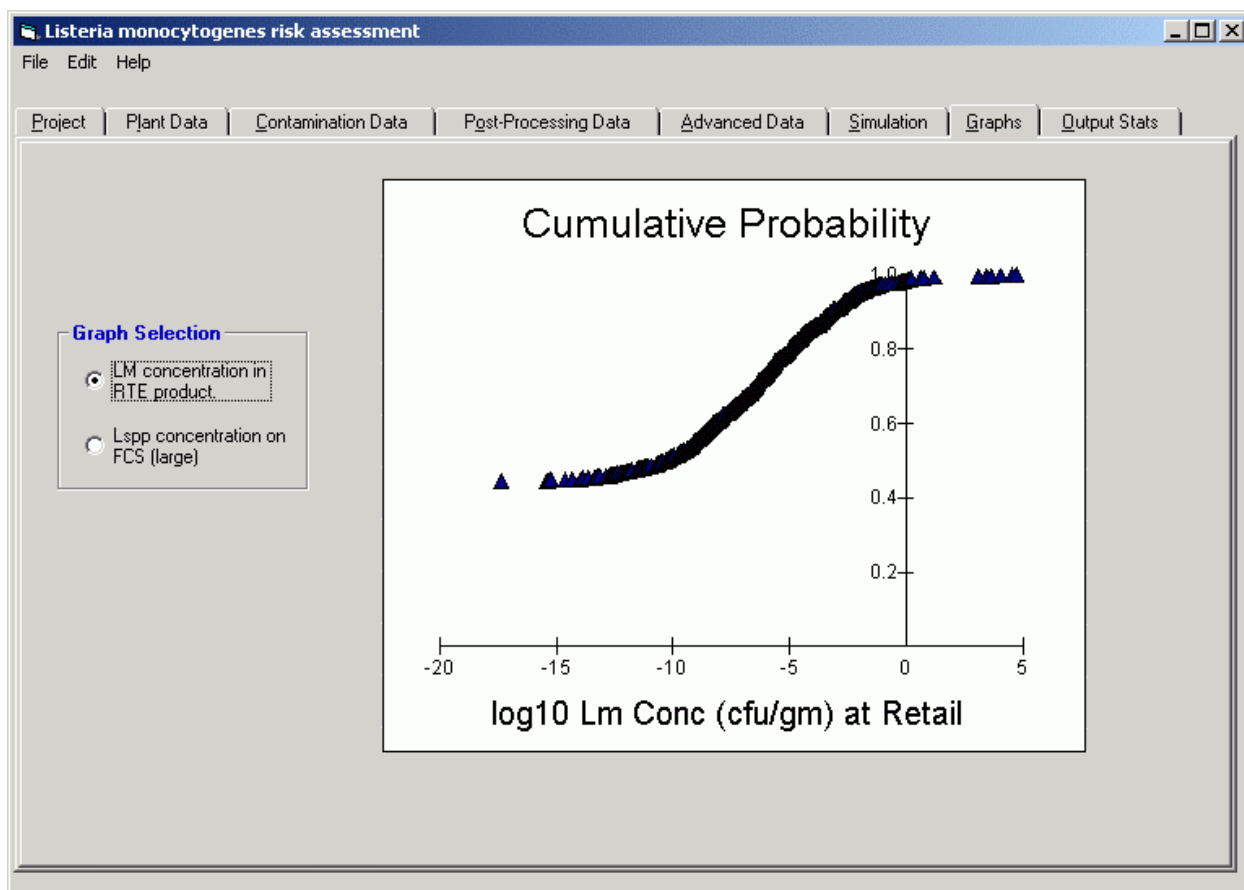 Listeria monocytogenes risk assessment
File Edit Help
Project Plant Data Contamination Data Post-Processing Data Advanced Data Simulation Graphs Output Stats
Graph Selection
LM concentration in
RTE product.
Lspp concentration on
FCS (large)
Cumulative Probability
1.0
0.8
0.6
0.4
0.2
-20 -15 -10 -5 0 5
log10 Lm Conc (cfu/gm) at Retail